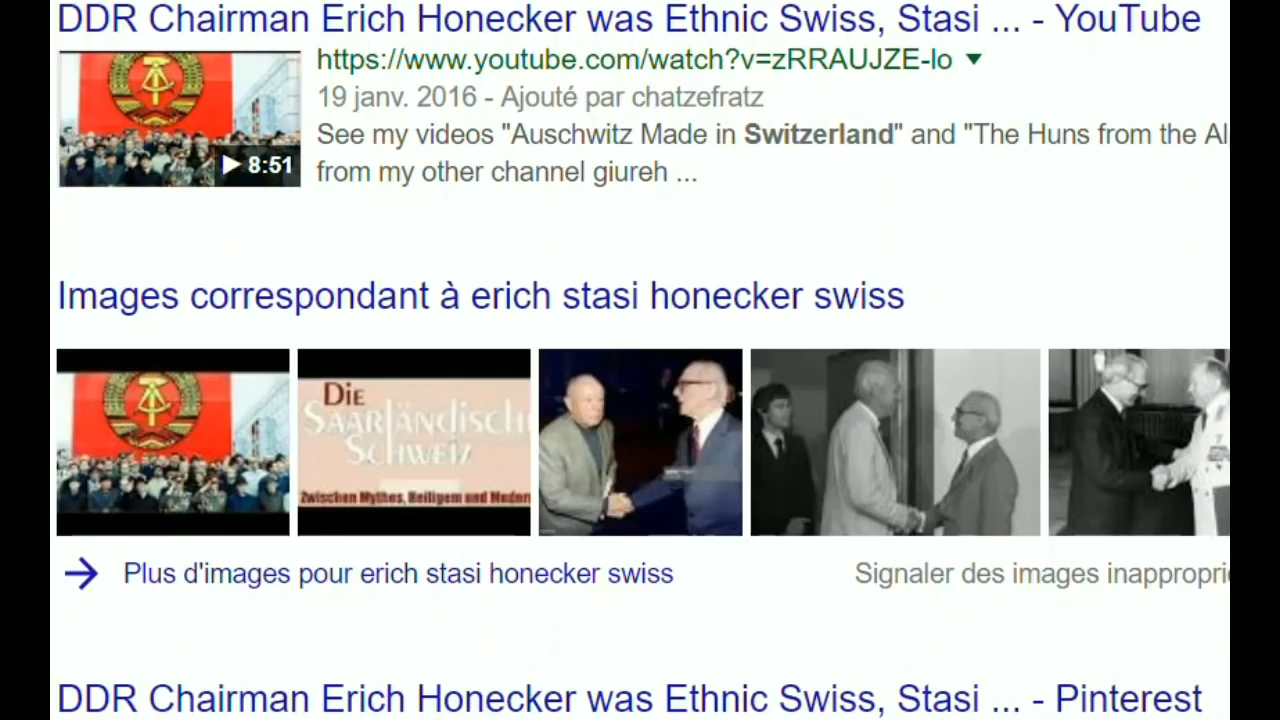 DDR Chairman Erich Honecker was Ethnic Swiss, Stasi ... - YouTube
https://www.youtube.com/watch?v=zRRAUJZE-lo
19 janv. 2016 - Ajouté par chatzefratz
8:51
See my videos "Auschwitz Made in Switzerland" and "The Huns from the Al
from my other channel giureh ...
Images correspondant à erich stasi honecker swiss
Die
Saarländische
Schweiz
Zwischen Mythos, Heiligem und Modern
Plus d'images pour erich stasi honecker swiss
Signaler des images inapproprié
DDR Chairman Erich Honecker was Ethnic Swiss, Stasi ... - Pinterest